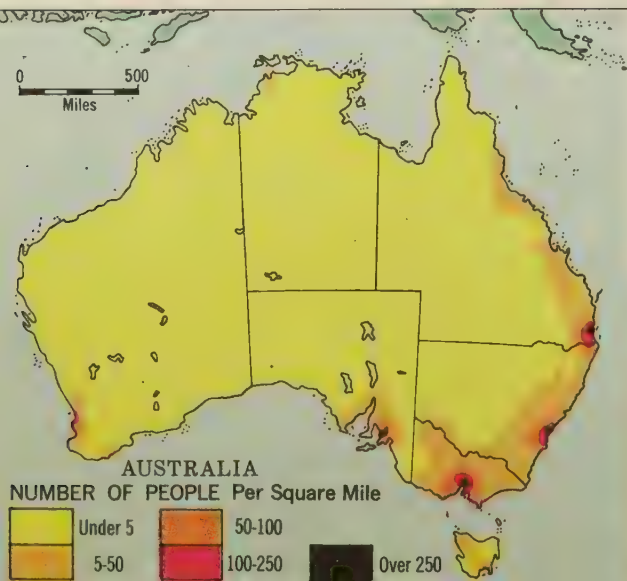 0 500
Miles
AUSTRALIA
NUMBER OF PEOPLE Per Square Mile
Under 5
50-100
5-50
100-250
Over 250